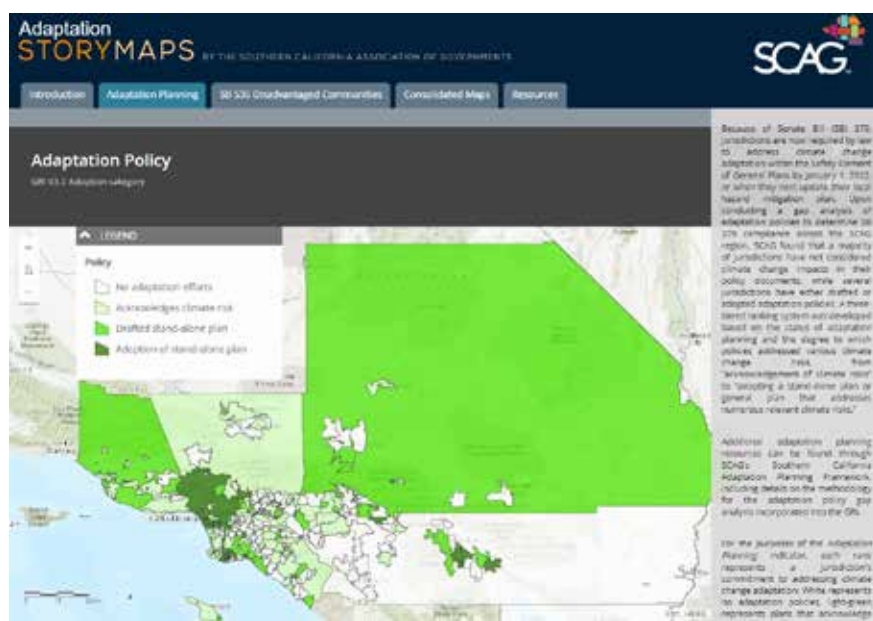 Adaptation
STORYMAPS BY THE SOUTHERN CALIFORNIA ASSOCIATION OF GOVERNMENTS
SCAG
Introduction
Adaptation Planning
SB 535 Disadvantaged Communities
Consolidated Maps
Resources
Adaptation Policy
LEGEND
Policy
No adaptation efforts
Acknowledges climate risk
Drafted stand-alone plan
Adoption of stand-alone plan
Because of Senate Bill (SB) 379,
jurisdictions are now required by law
to address climate change
adaptation within the Safety Element
of General Plans by January 1, 2022,
or when they next update their local
hazard mitigation plan. Upon
conducting a gap analysis of
adaptation policies to determine SB
379 compliance across the SCAG
region, SCAG found that a majority
of jurisdictions have not considered
climate change impacts in their
policy documents, while several
jurisdictions have either drafted or
adopted adaptation policies. A three-
tiered ranking system was developed
based on the status of adaptation
planning and the degree to which
policies addressed various climate
change risks, from
"acknowledgement of climate risks"
to "adopting a stand-alone plan or
general plan that addresses
numerous relevant climate risks."
Additional adaptation planning
resources can be found through
SCAG's Southern California
Adaptation Planning Framework,
including details on the methodology
for the adaptation policy gap
analysis incorporated into the
For the purposes of the Adaptation
Planning indicator, each
represents a jurisdiction's
commitment to addressing climate
change adaptation: White represents
no adaptation policies, light-green
represents plans that acknowledge